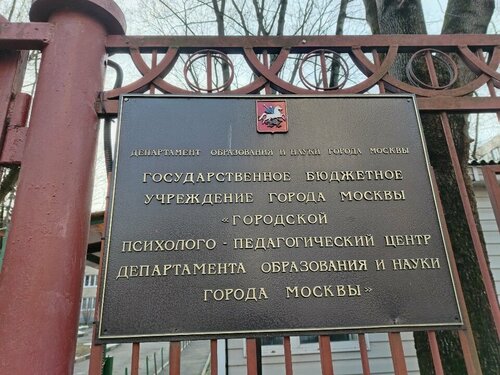 ДЕПАРТАМЕНТ ОБРАЗОВАНИЯ И НАУКИ ГОРОДА МОСКВЫ
ГОСУДАРСТВЕННОЕ БЮДЖЕТНОЕ
УЧРЕЖДЕНИЕ ГОРОДА МОСКВЫ
«ГОРОДСКОЙ
ПСИХОЛОГО - ПЕДАГОГИЧЕСКИЙ ЦЕНТР
ДЕПАРТАМЕНТА ОБРАЗОВАНИЯ И НАУКИ
ГОРОДА МОСКВЫ»